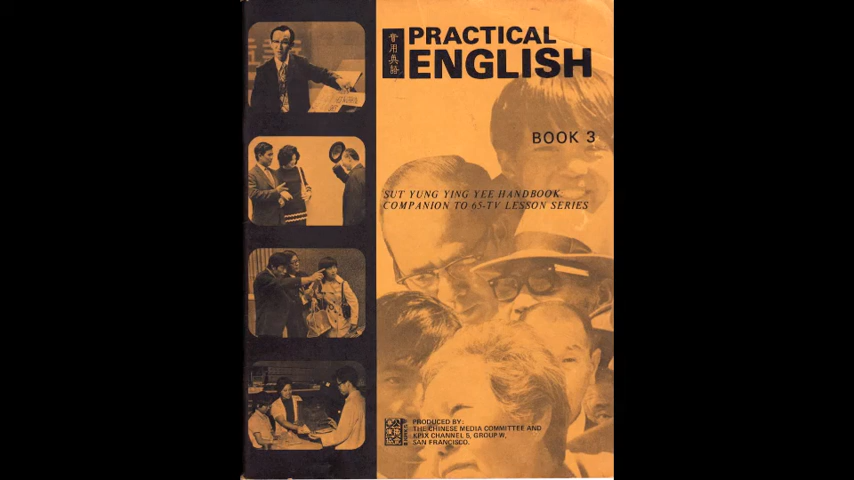 實用英語
PRACTICAL
ENGLISH
BOOK 3
SUT YUNG YING YEE HANDBOOK
COMPANION TO 65-TV LESSON SERIES
PRODUCED BY:
THE CHINESE MEDIA COMMITTEE AND
KPIX CHANNEL 5, GROUP W,
SAN FRANCISCO.